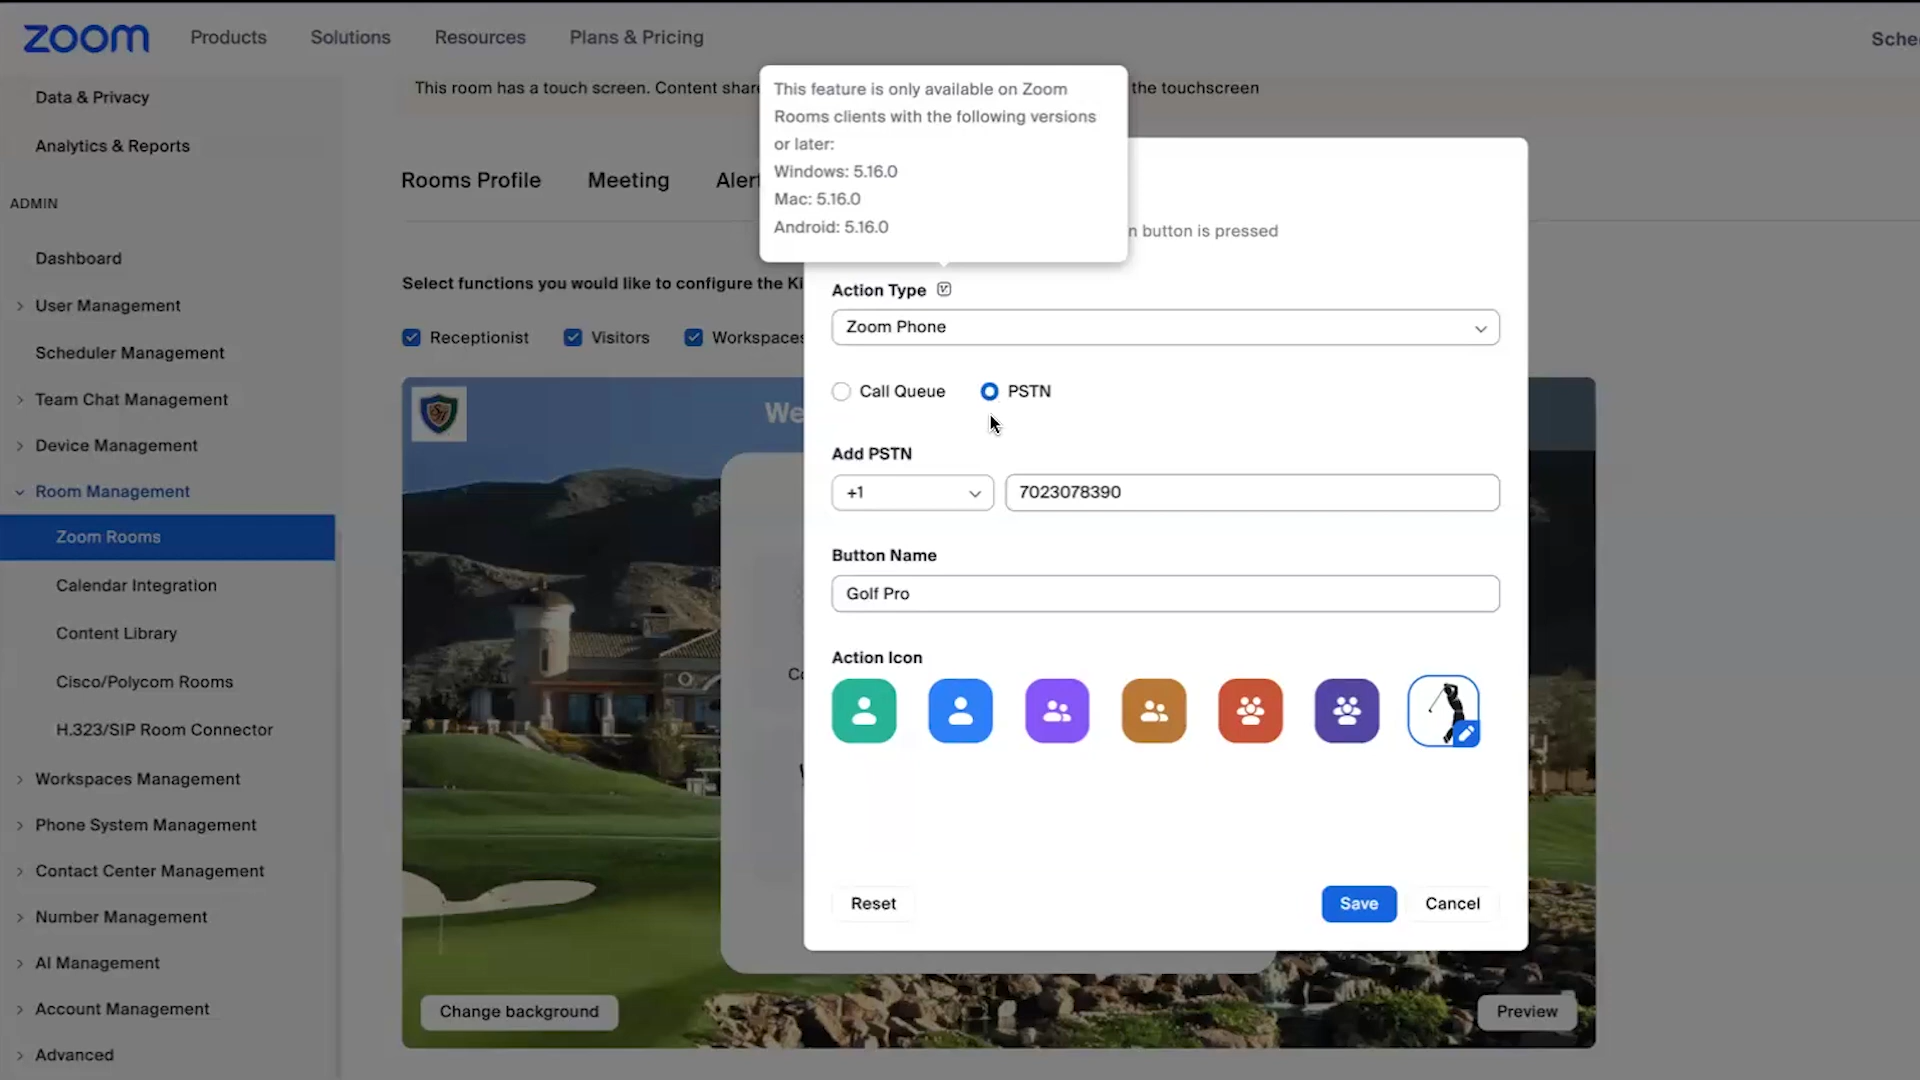 zoom
Products
Solutions
Resources
Plans & Pricing
This room has a touch screen. Content
the touchscreen
This feature is only available on Zoom
Rooms clients with the following versions
or later:
Windows: 5.16.0
Mac: 5.16.0
Android: 5.16.0
Data & Privacy
Analytics & Reports
ADMIN
Dashboard
User Management
Scheduler Management
Team Chat Management
Device Management
Room Management
Zoom Rooms
Calendar Integration
Content Library
Cisco/Polycom Rooms
H.323/SIP Room Connector
Workspaces Management
Phone System Management
Contact Center Management
Number Management
AI Management
Account Management
Advanced
Rooms Profile
Meeting
Select functions you would like to configure the
Receptionist
Visitors
Workspaces
We
SH
button is pressed
Action Type
Zoom Phone
Call Queue
PSTN
Add PSTN
+1
7023078390
Button Name
Golf Pro
Action Icon
Reset
Save
Cancel
Change background
Preview